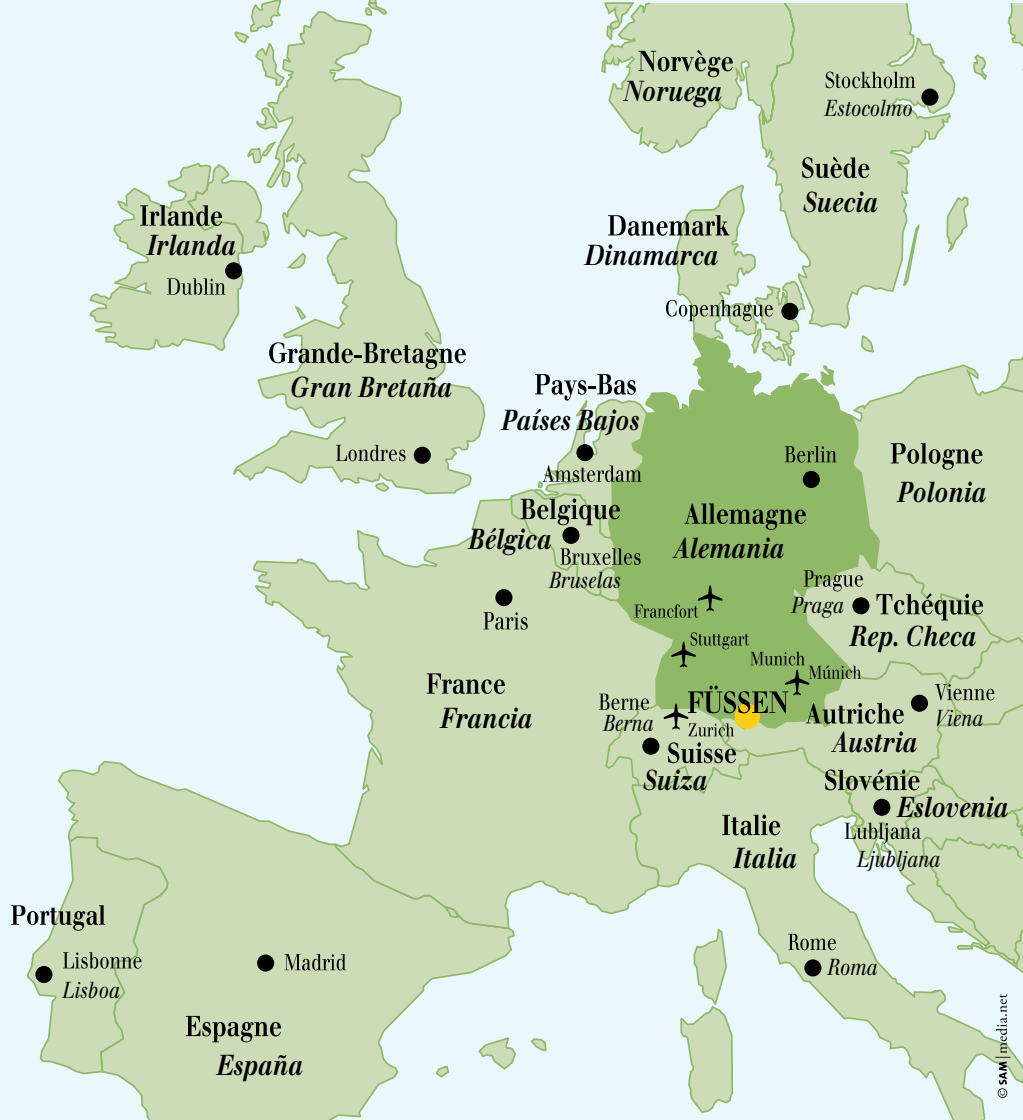 Norvège
Noruega
Stockholm
Estocolmo
Suède
Suecia
Irlande
Irlanda
Dublin
Danemark
Dinamarca
Copenhague
Grande-Bretagne
Gran Bretaña
Londres
Pays-Bas
Países Bajos
Amsterdam
Berlin
Pologne
Polonia
Belgique
Bélgica
Bruxelles
Bruselas
Allemagne
Alemania
Paris
Francfort
Prague
Praga
Tchéquie
Rep. Checa
Stuttgart
Munich
Múnich
France
Francia
FÜSSEN
Berne
Berna
Zurich
Suisse
Suiza
Autriche
Austria
Vienne
Viena
Slovénie
Eslovenia
Lubljana
Ljubljana
Italie
Italia
Portugal
Lisbonne
Lisboa
Madrid
Rome
Roma
Espagne
España
© SAM | media.net